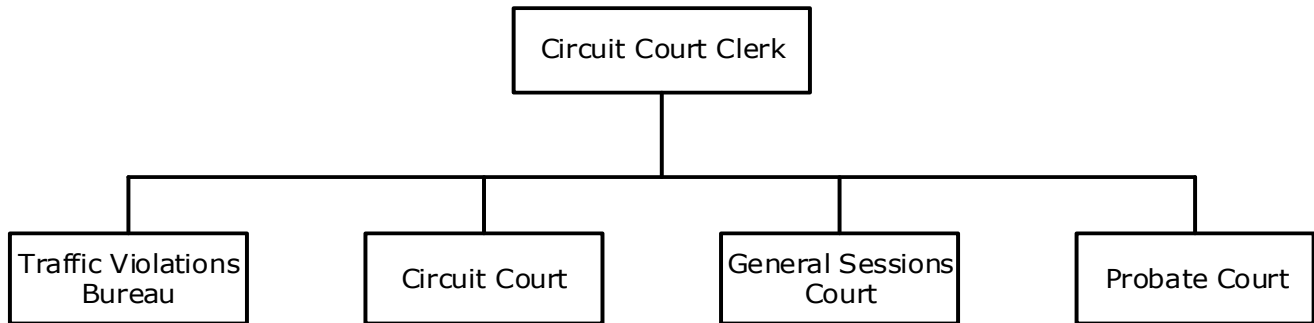 Circuit Court Clerk
Traffic Violations
Bureau
Circuit Court
General Sessions
Court
Probate Court